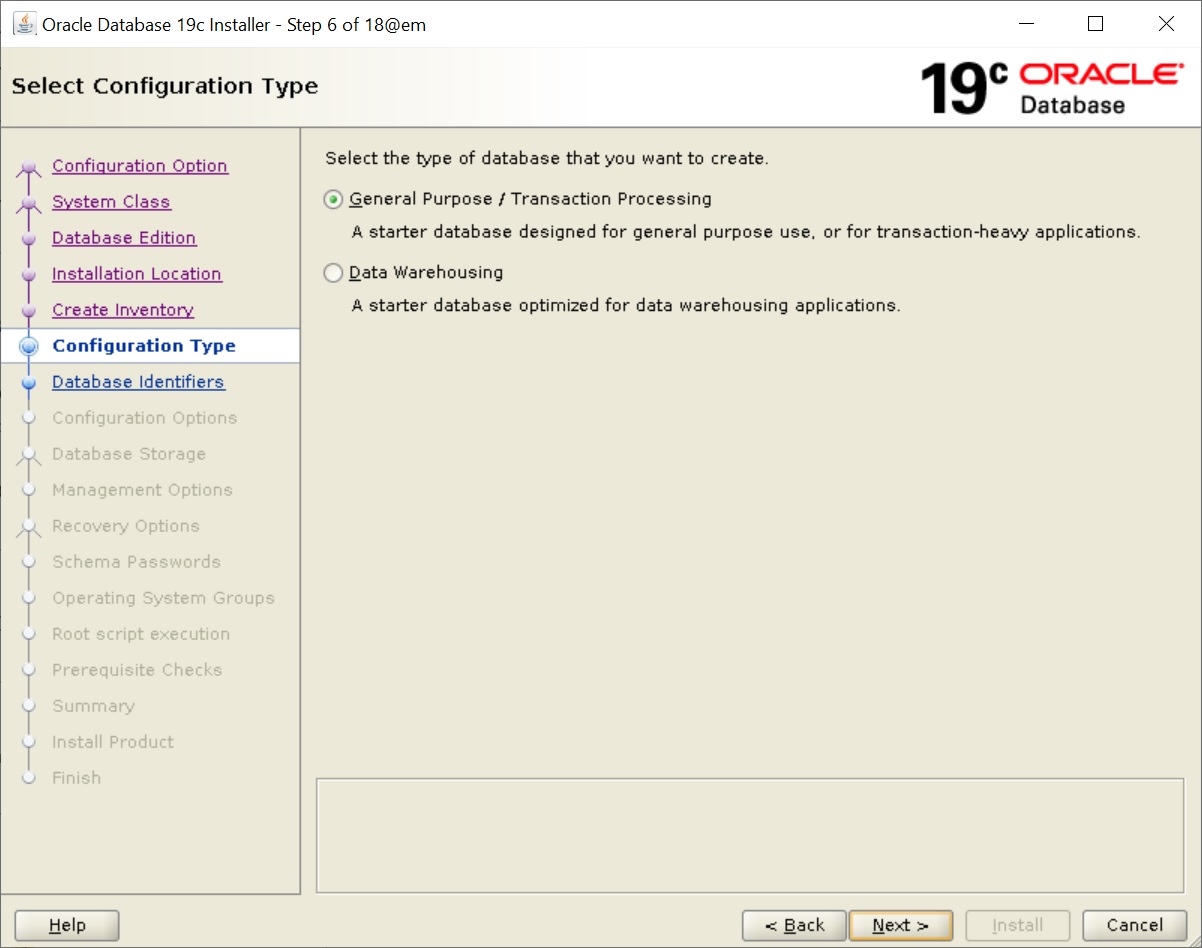 Oracle Database 19c Installer - Step 6 of 18@em
Select Configuration Type
19c ORACLE
Database
Configuration Option
System Class
Database Edition
Installation Location
Create Inventory
Configuration Type
Database Identifiers
Configuration Options
Database Storage
Management Options
Recovery Options
Schema Passwords
Operating System Groups
Root script execution
Prerequisite Checks
Summary
Install Product
Finish
Select the type of database that you want to create.
General Purpose / Transaction Processing
A starter database designed for general purpose use, or for transaction-heavy applications.
Data Warehousing
A starter database optimized for data warehousing applications.
Help
< Back
Next >
Install
Cancel